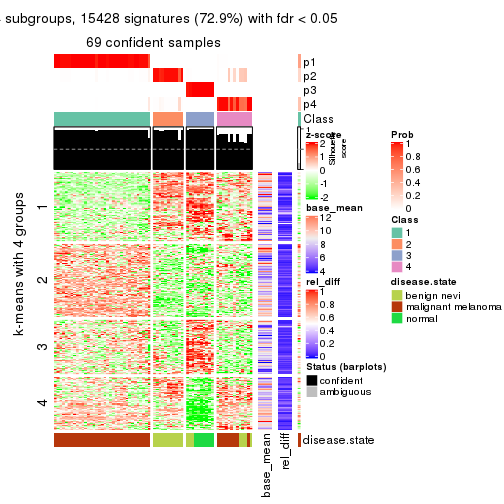 subgroups, 15428 signatures (72.9%) with fdr < 0.05
69 confident samples
p1
p2
p3
p4
Class
1
Silhouette
score
z-score
2
1
0
-1
-2
base_mean
12
10
8
6
4
rel_diff
1
0.8
0.6
0.4
0.2
0
Status (barplots)
confident
ambiguous
Prob
1
0.8
0.6
0.4
0.2
0
Class
1
2
3
4
disease.state
benign nevi
malignant melanoma
normal
k-means with 4 groups
1
2
3
4
disease.state
base_mean
rel_diff